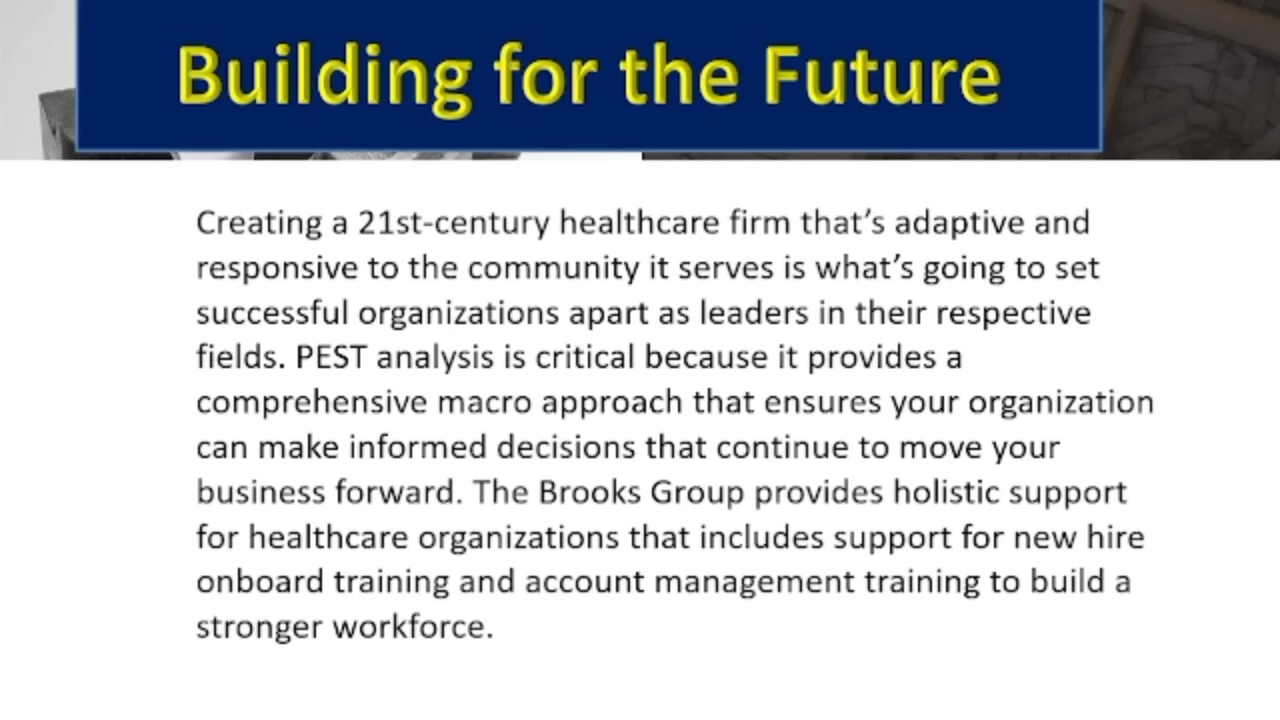 Building for the Future
Creating a 21st-century healthcare firm that’s adaptive and
responsive to the community it serves is what’s going to set
successful organizations apart as leaders in their respective
fields. PEST analysis is critical because it provides a
comprehensive macro approach that ensures your organization
can make informed decisions that continue to move your
business forward. The Brooks Group provides holistic support
for healthcare organizations that includes support for new hire
onboard training and account management training to build a
stronger workforce.